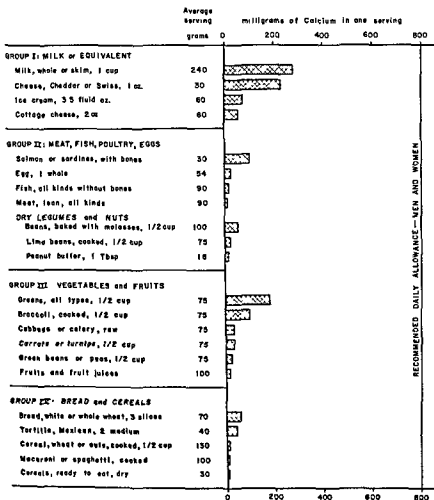 Average
serving
grams
milligrams of Calcium in one serving
0 200 400 600 800
GROUP I: MILK or EQUIVALENT
Milk, whole or skim, 1 cup 240
Cheese, Cheddar or Swiss, 1 oz. 30
Ice cream, 3.5 fluid oz. 60
Cottage cheese, 2 oz 60
GROUP II: MEAT, FISH, POULTRY, EGGS
Salmon or sardines, with bones 30
Egg, 1 whole 54
Fish, all kinds without bones 90
Meat, lean, all kinds 90
DRY LEGUMES and NUTS
Beans, baked with molasses, 1/2 cup 100
Lima beans, cooked, 1/2 cup 75
Peanut butter, 1 Tbsp 16
GROUP III VEGETABLES and FRUITS
Greens, all types, 1/2 cup 75
Broccoli, cooked, 1/2 cup 75
Cabbage or celery, raw 75
Carrots or turnips, 1/2 cup 75
Green beans or peas, 1/2 cup 75
Fruits and fruit juices 100
GROUP IV: BREAD and CEREALS
Bread, white or whole wheat, 3 slices 70
Tortilla, Mexican, 2 medium 40
Cereal, wheat or oats, cooked, 1/2 cup 130
Macaroni or spaghetti, cooked 100
Cereals, ready to eat, dry 30
0 200 400 600 800
RECOMMENDED DAILY ALLOWANCE—MEN AND WOMEN